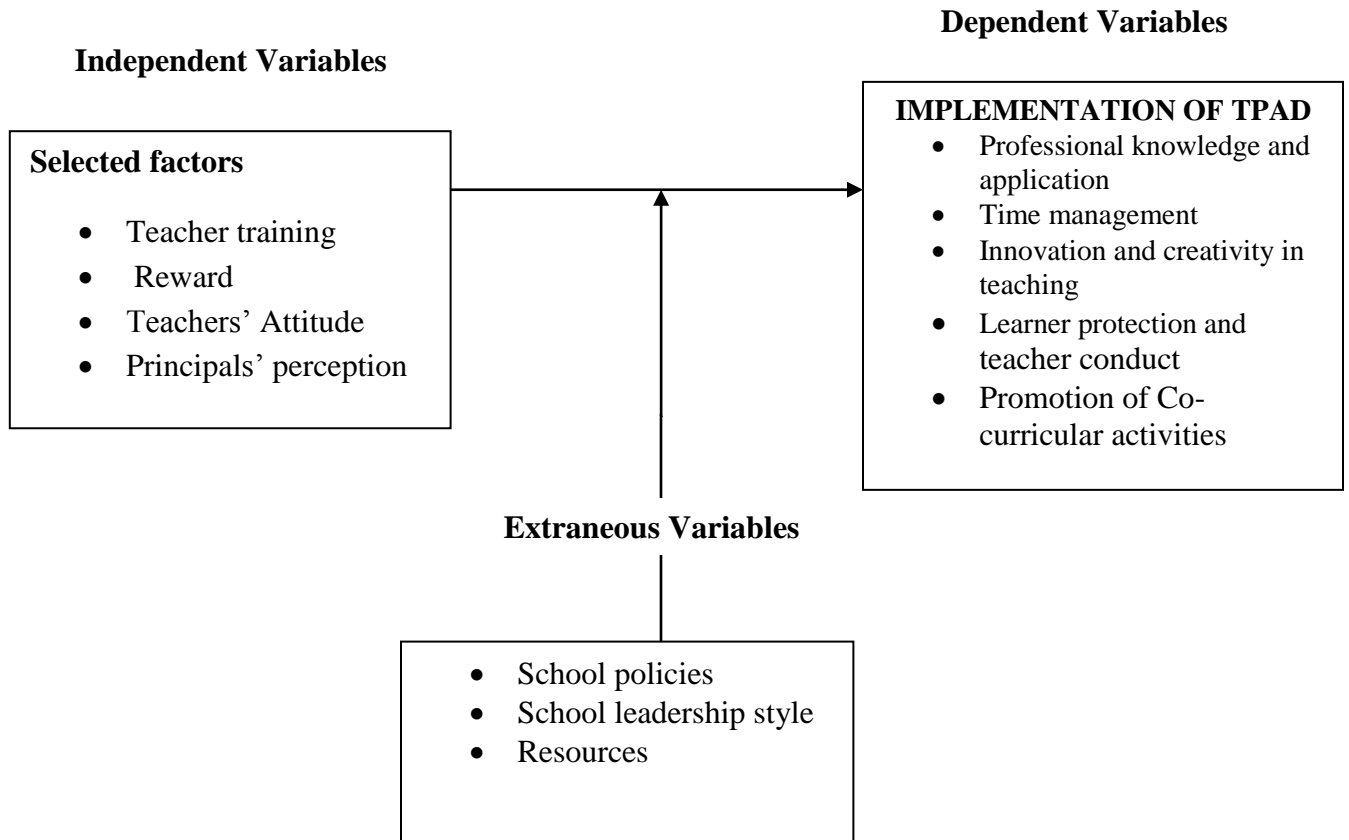 Dependent Variables
Independent Variables
IMPLEMENTATION OF TPAD
• Professional knowledge and
application
• Time management
• Innovation and creativity in
teaching
• Learner protection and
teacher conduct
• Promotion of Co-
curricular activities
Selected factors
• Teacher training
• Reward
• Teachers’ Attitude
• Principals’ perception
Extraneous Variables
• School policies
• School leadership style
• Resources